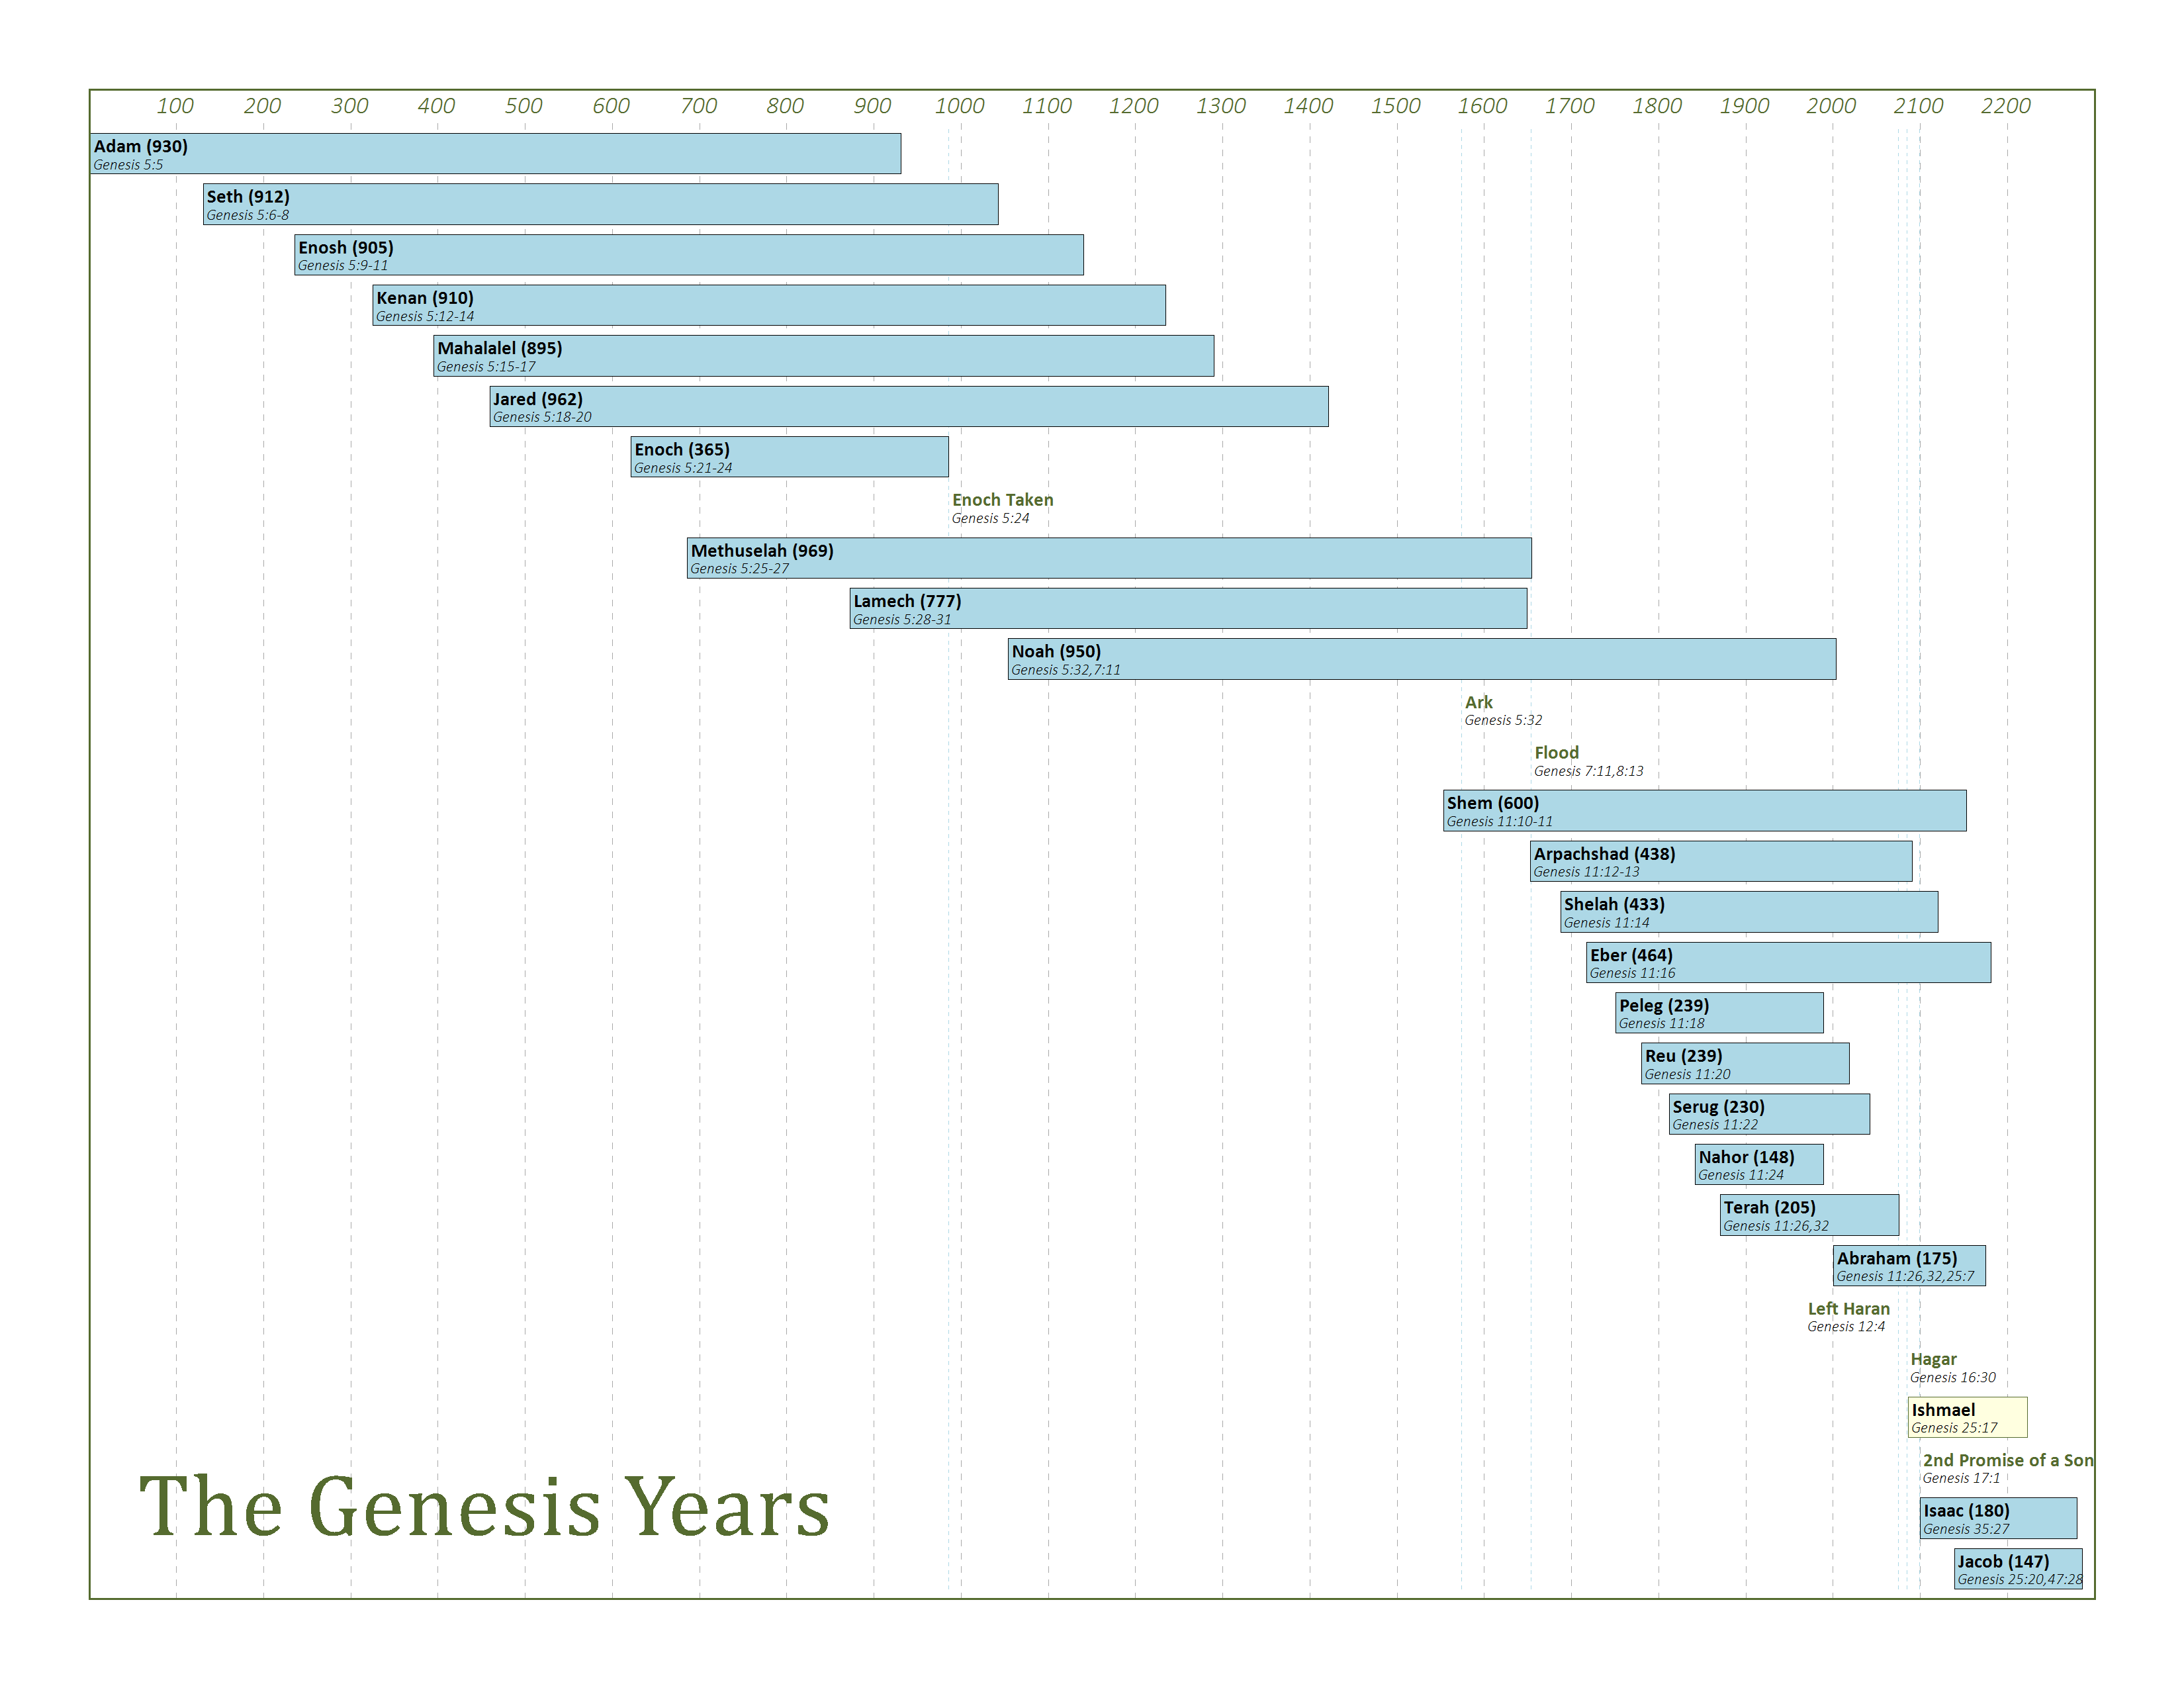 100 200 300 400 500 600 700 800 900 1000 1100 1200 1300 1400 1500 1600 1700 1800 1900 2000 2100 2200
Adam (930)
Genesis 5:5
Seth (912)
Genesis 5:6-8
Enosh (905)
Genesis 5:9-11
Kenan (910)
Genesis 5:12-14
Mahalalel (895)
Genesis 5:15-17
Jared (962)
Genesis 5:18-20
Enoch (365)
Genesis 5:21-24
Enoch Taken
Genesis 5:24
Methuselah (969)
Genesis 5:25-27
Lamech (777)
Genesis 5:28-31
Noah (950)
Genesis 5:32,7:11
Ark
Genesis 5:32
Flood
Genesis 7:11,8:13
Shem (600)
Genesis 11:10-11
Arpachshad (438)
Genesis 11:12-13
Shelah (433)
Genesis 11:14
Eber (464)
Genesis 11:16
Peleg (239)
Genesis 11:18
Reu (239)
Genesis 11:20
Serug (230)
Genesis 11:22
Nahor (148)
Genesis 11:24
Terah (205)
Genesis 11:26,32
Abraham (175)
Genesis 11:26,32,25:7
Left Haran
Genesis 12:4
Hagar
Genesis 16:30
Ishmael
Genesis 25:17
2nd Promise of a Son
Genesis 17:1
Isaac (180)
Genesis 35:27
Jacob (147)
Genesis 25:20,47:28
The Genesis Years